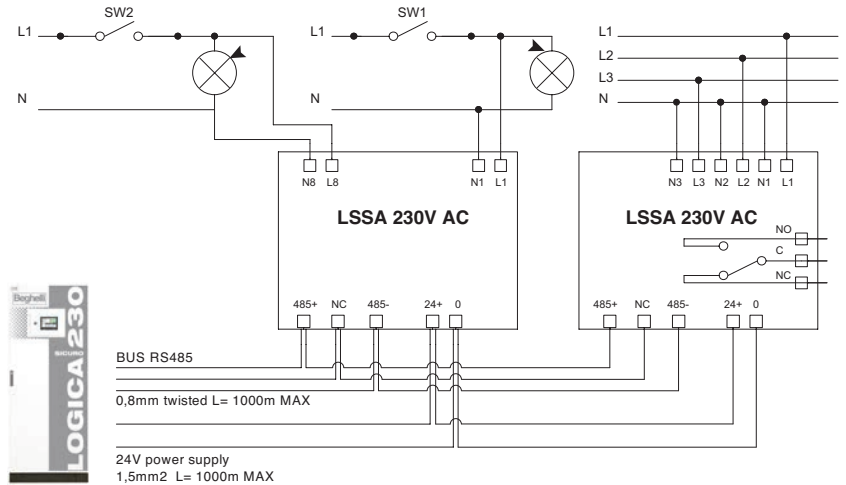 SW2
SW1
L1
L1
L1
L2
L3
N
N
N
N8 L8
N1 L1
N3 L3 N2 L2 N1 L1
LSSA 230V AC
LSSA 230V AC
NO
C
NC
485+ NC 485- 24+ 0
485+ NC 485- 24+ 0
Beghelli
SICURO
LOGICA 230
BUS RS485
0,8mm twisted L= 1000m MAX
24V power supply
1,5mm2 L= 1000m MAX